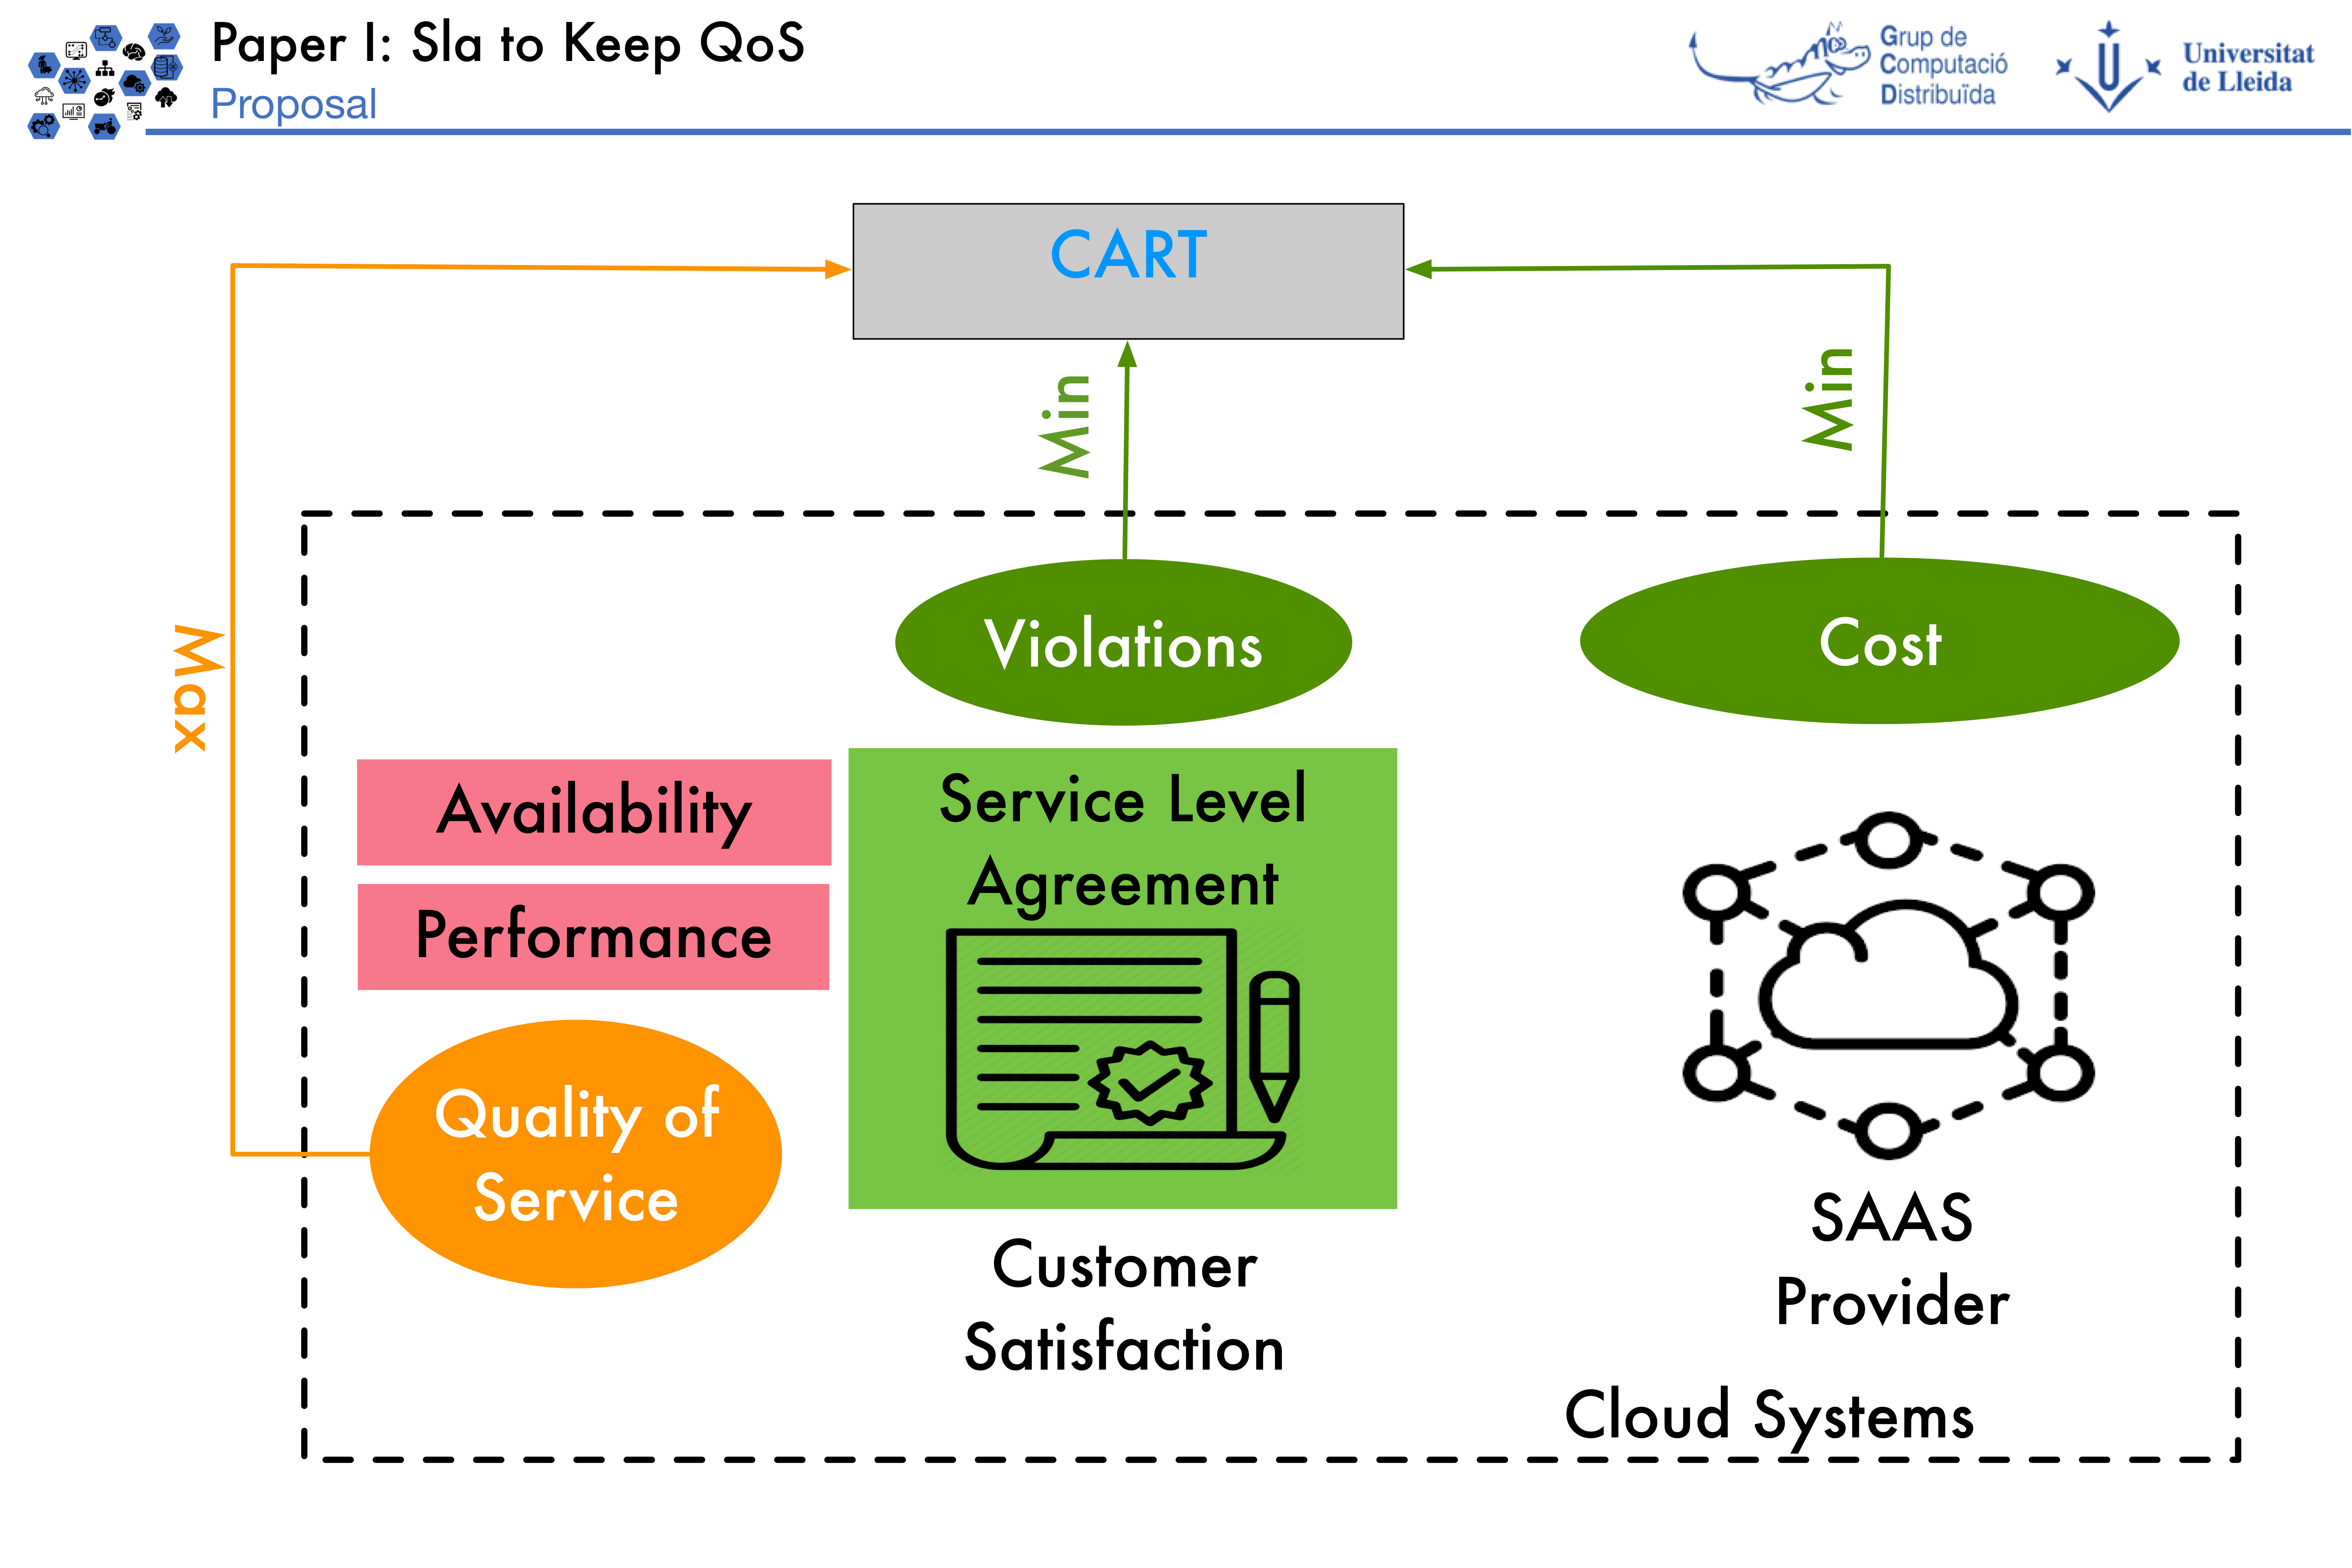 Paper I: Sla to Keep QoS
Proposal
Grup de
Computació
Distribuïda
Universitat
de Lleida
CART
Min
Min
Max
Violations
Cost
Availability
Performance
Quality of
Service
Service Level
Agreement
Customer
Satisfaction
SAAS
Provider
Cloud Systems